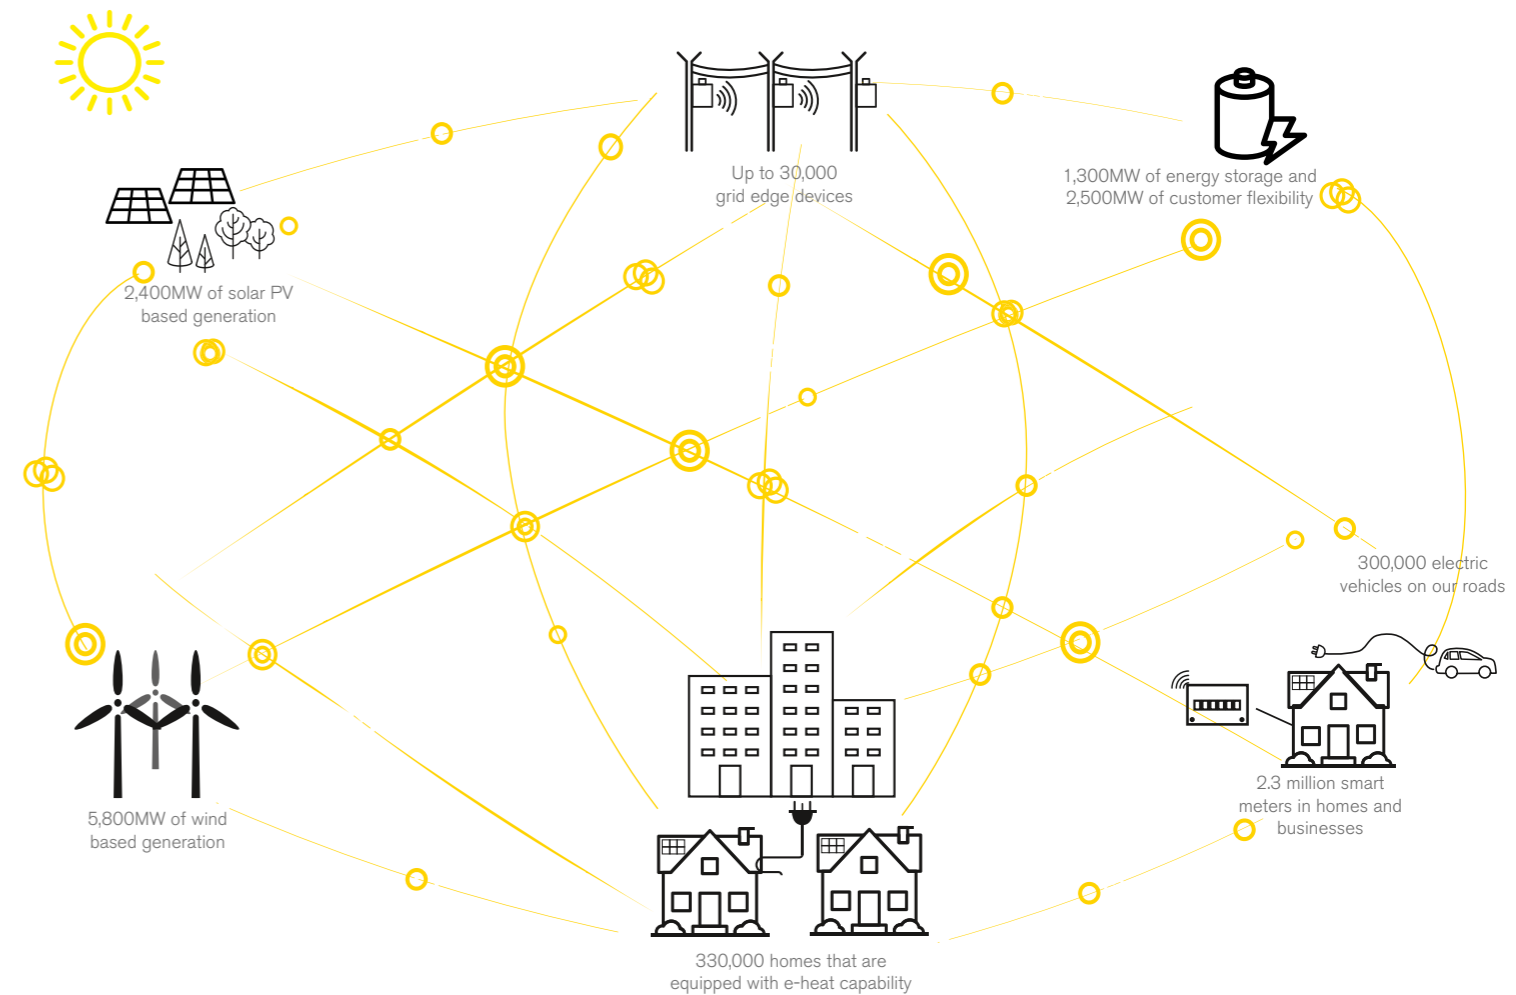 Up to 30,000
grid edge devices
1,300MW of energy storage and
2,500MW of customer flexibility
2,400MW of solar PV
based generation
300,000 electric
vehicles on our roads
5,800MW of wind
based generation
2.3 million smart
meters in homes and
businesses
330,000 homes that are
equipped with e-heat capability